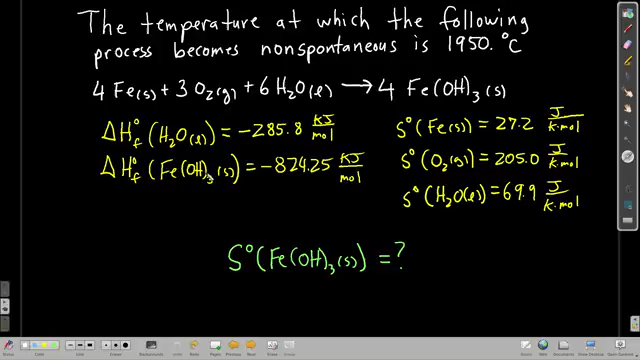 The temperature at which the following
process becomes nonspontaneous is 1950. °C
4 Fe(s) + 3 O₂(g) + 6 H₂O(l) → 4 Fe(OH)₃(s)
ΔH°f (H₂O(l)) = -285.8 KJ/mol
ΔH°f (Fe(OH)₃(s)) = -824.25 KJ/mol
S°(Fe(s)) = 27.2 J/K·mol
S°(O₂(g)) = 205.0 J/K·mol
S°(H₂O(l)) = 69.9 J/K·mol
S°(Fe(OH)₃(s)) = ?